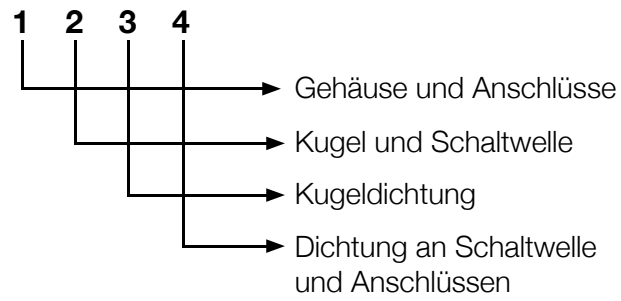 1 2 3 4
Gehäuse und Anschlüsse
Kugel und Schaltwelle
Kugeldichtung
Dichtung an Schaltwelle
und Anschlüssen